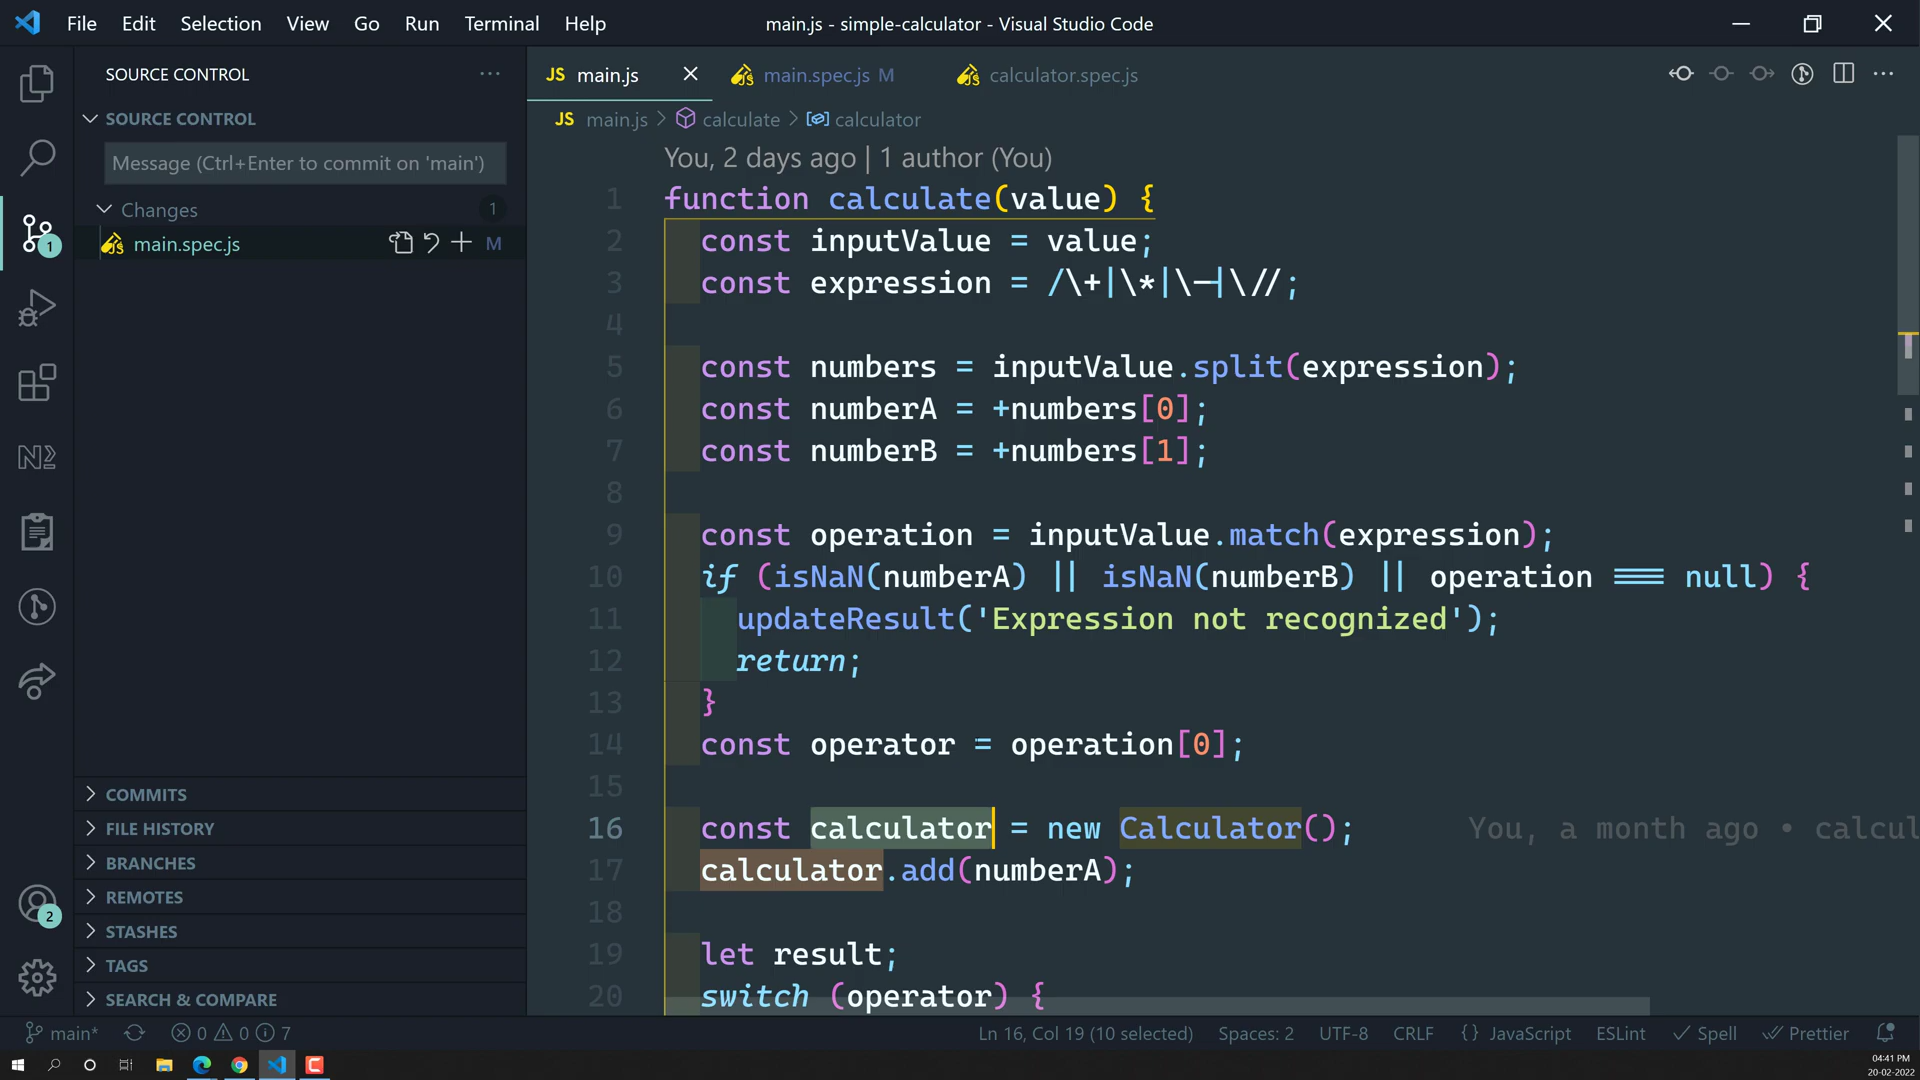 File Edit Selection View Go Run Terminal Help
main.js - simple-calculator - Visual Studio Code
SOURCE CONTROL
JS main.js
main.spec.js M
calculator.spec.js
SOURCE CONTROL
Message (Ctrl+Enter to commit on 'main')
Changes 1
main.spec.js M
1
N
2
COMMITS
FILE HISTORY
BRANCHES
REMOTES
STASHES
TAGS
SEARCH & COMPARE
JS main.js > calculate > calculator
You, 2 days ago | 1 author (You)
1 function calculate(value) {
2 const inputValue = value;
3 const expression = /\+|\*|\-|\//;
4
5 const numbers = inputValue.split(expression);
6 const numberA = +numbers[0];
7 const numberB = +numbers[1];
8
9 const operation = inputValue.match(expression);
10 if (isNaN(numberA) || isNaN(numberB) || operation === null) {
11 updateResult('Expression not recognized');
12 return;
13 }
14 const operator = operation[0];
15
16 const calculator = new Calculator(); You, a month ago • calcul
17 calculator.add(numberA);
18
19 let result;
20 switch (operator) {
main* 0 0 7
Ln 16, Col 19 (10 selected) Spaces: 2 UTF-8 CRLF {} JavaScript ESLint Spell Prettier
04:41 PM
20-02-2022